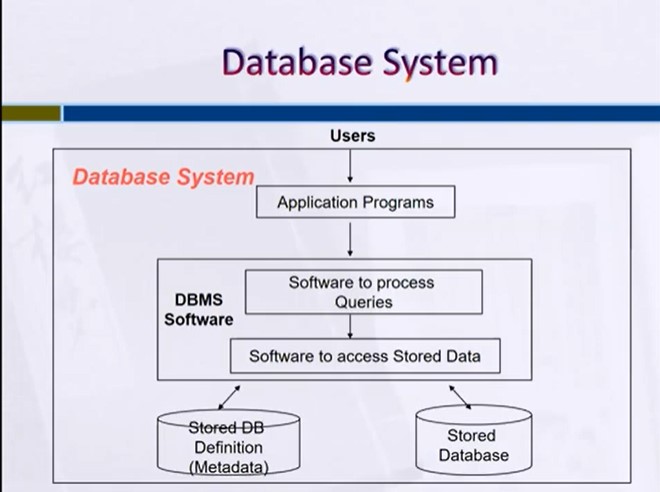 Database System
Users
Database System
Application Programs
Software to process
Queries
DBMS
Software
Software to access Stored Data
Stored DB
Definition
(Metadata)
Stored
Database